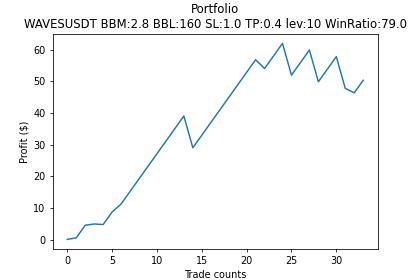 Portfolio
WAVESUSDT BBM:2.8 BBL:160 SL:1.0 TP:0.4 lev:10 WinRatio:79.0
Profit ($)
60
50
40
30
20
10
0
0 5 10 15 20 25 30
Trade counts